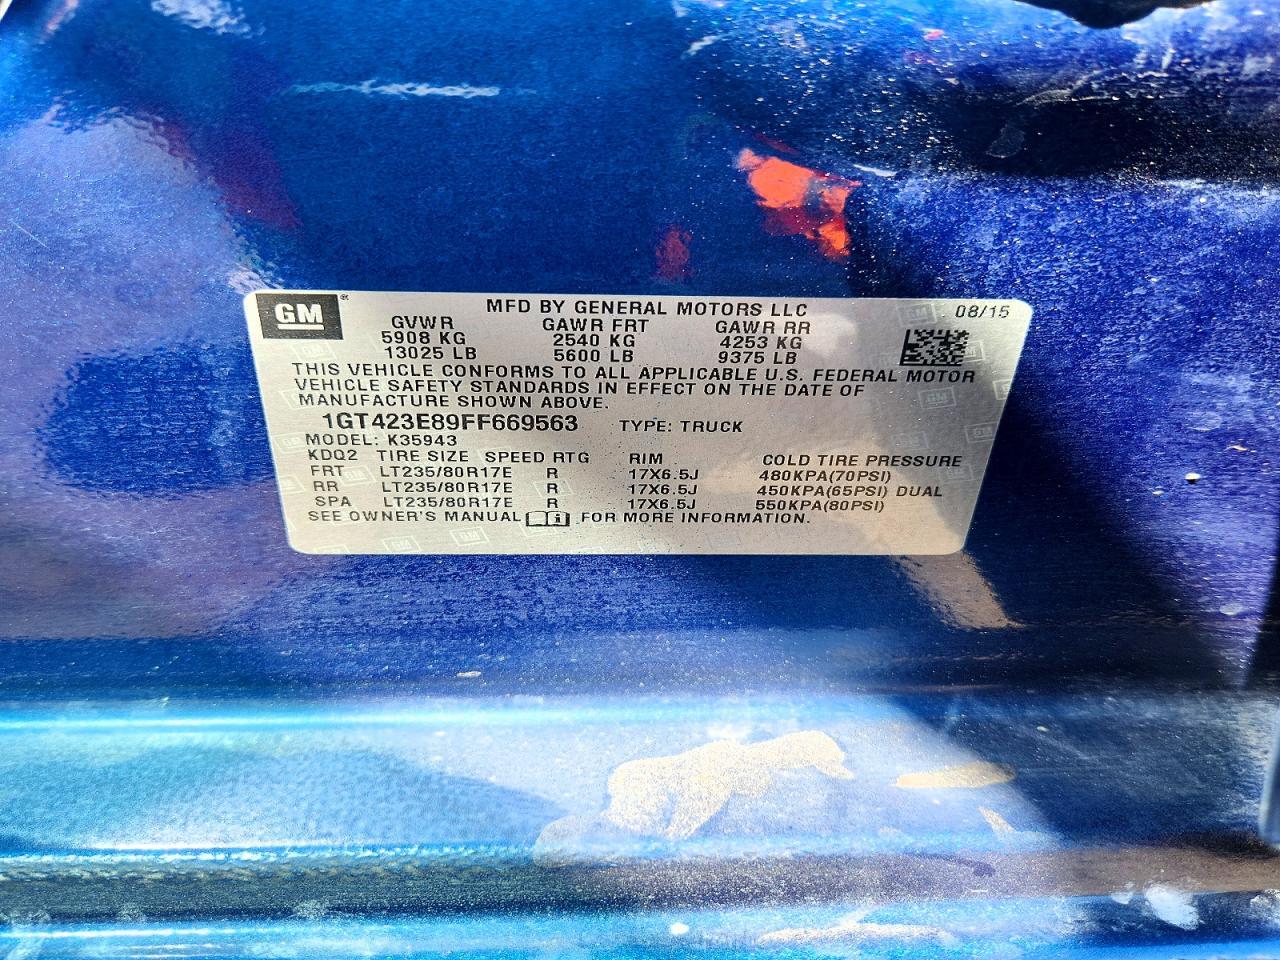 GM® MFD BY GENERAL MOTORS LLC 08/15
GVWR GAWR FRT GAWR RR
5908 KG 2540 KG 4253 KG
13025 LB 5600 LB 9375 LB
THIS VEHICLE CONFORMS TO ALL APPLICABLE U.S. FEDERAL MOTOR
VEHICLE SAFETY STANDARDS IN EFFECT ON THE DATE OF
MANUFACTURE SHOWN ABOVE.
1GT423E89FF669563 TYPE: TRUCK
MODEL: K35943
KDQ2 TIRE SIZE SPEED RTG RIM COLD TIRE PRESSURE
FRT LT235/80R17E R 17X6.5J 480KPA(70PSI)
RR LT235/80R17E R 17X6.5J 450KPA(65PSI) DUAL
SPA LT235/80R17E R 17X6.5J 550KPA(80PSI)
SEE OWNER'S MANUAL FOR MORE INFORMATION.